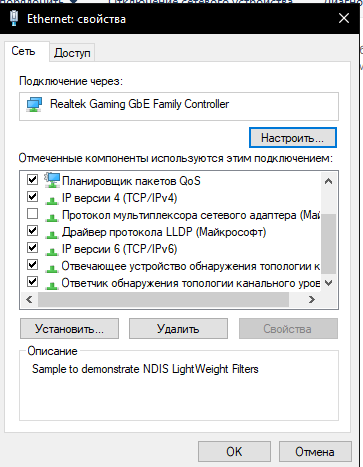 Ethernet: свойства
Сеть
Доступ
Подключение через:
Realtek Gaming GbE Family Controller
Настроить...
Отмеченные компоненты используются этим подключением:
Планировщик пакетов QoS
IP версии 4 (TCP/IPv4)
Протокол мультиплексора сетевого адаптера (Май
Драйвер протокола LLDP (Майкрософт)
IP версии 6 (TCP/IPv6)
Отвечающее устройство обнаружения топологии к
Ответчик обнаружения топологии канального уров
Установить...
Удалить
Свойства
Описание
Sample to demonstrate NDIS LightWeight Filters
OK
Отмена